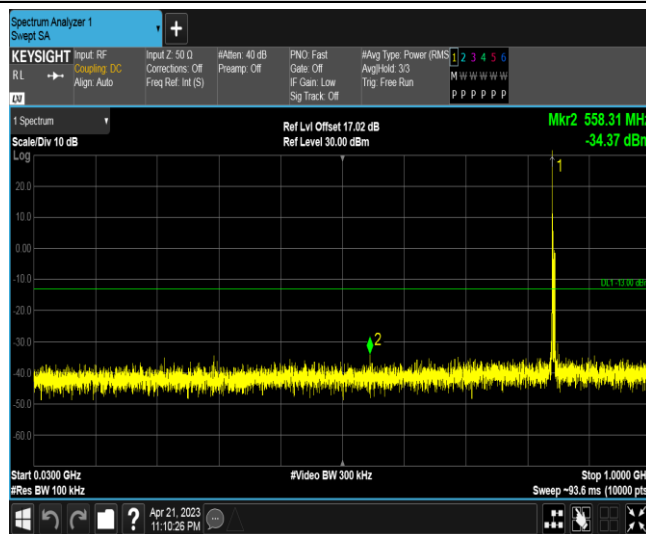 Spectrum Analyzer 1
Swept SA
+
KEYSIGHT
RL
LXI
Input: RF
Coupling: DC
Align: Auto
Input Z: 50 Ω
Corrections: Off
Freq Ref: Int (S)
#Atten: 40 dB
Preamp: Off
PNO: Fast
Gate: Off
IF Gain: Low
Sig Track: Off
#Avg Type: Power (RMS
Avg|Hold: 3/3
Trig: Free Run
1 2 3 4 5 6
M W W W W W
P P P P P P
1 Spectrum
Scale/Div 10 dB
Ref Lvl Offset 17.02 dB
Ref Level 30.00 dBm
Mkr2 558.31 MHz
-34.37 dBm
Log
1
20.0
10.0
0.00
-10.0
DL1 -13.00 dBm
-20.0
-30.0
2
-40.0
-50.0
-60.0
Start 0.0300 GHz
#Res BW 100 kHz
#Video BW 300 kHz
Stop 1.0000 GHz
Sweep ~93.6 ms (10000 pts
?
Apr 21, 2023
11:10:26 PM